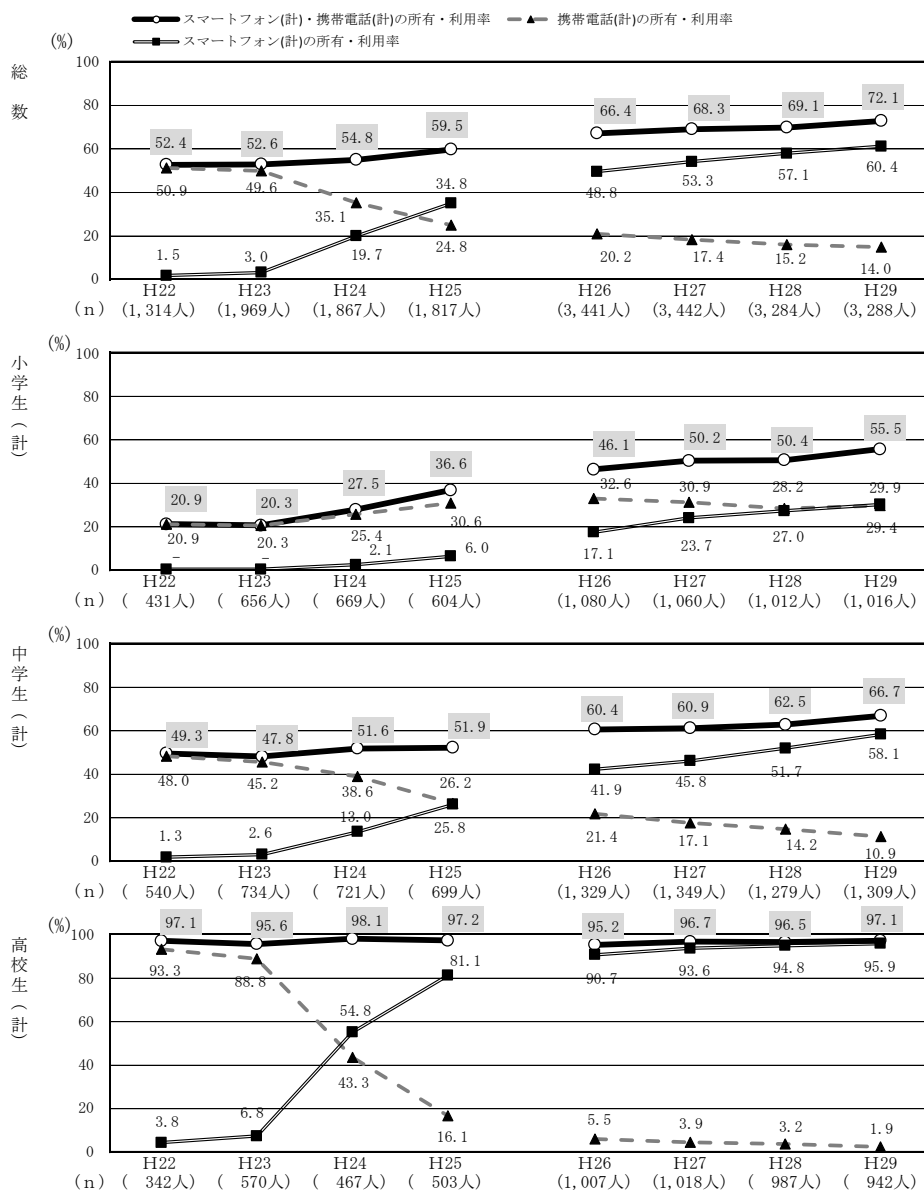 スマートフォン(計)・携帯電話(計)の所有・利用率 携帯電話(計)の所有・利用率
スマートフォン(計)の所有・利用率
総数
(%)
100
80
60
40
20
0
52.4 52.6 54.8 59.5 66.4 68.3 69.1 72.1
50.9 49.6 35.1 24.8 20.2 17.4 15.2 14.0
1.5 3.0 19.7 34.8 48.8 53.3 57.1 60.4
H22 H23 H24 H25 H26 H27 H28 H29
(n) (1,314人) (1,969人) (1,867人) (1,817人) (3,441人) (3,442人) (3,284人) (3,288人)
小学生(計)
(%)
100
80
60
40
20
0
20.9 20.3 27.5 36.6 46.1 50.2 50.4 55.5
20.9 20.3 25.4 30.6 32.6 30.9 28.2 29.9
– – 2.1 6.0 17.1 23.7 27.0 29.4
H22 H23 H24 H25 H26 H27 H28 H29
(n) ( 431人) ( 656人) ( 669人) ( 604人) (1,080人) (1,060人) (1,012人) (1,016人)
中学生(計)
(%)
100
80
60
40
20
0
49.3 47.8 51.6 51.9 60.4 60.9 62.5 66.7
48.0 45.2 38.6 26.2 21.4 17.1 14.2 10.9
1.3 2.6 13.0 25.8 41.9 45.8 51.7 58.1
H22 H23 H24 H25 H26 H27 H28 H29
(n) ( 540人) ( 734人) ( 721人) ( 699人) (1,329人) (1,349人) (1,279人) (1,309人)
高校生(計)
(%)
100
80
60
40
20
0
97.1 95.6 98.1 97.2 95.2 96.7 96.5 97.1
93.3 88.8 43.3 16.1 5.5 3.9 3.2 1.9
3.8 6.8 54.8 81.1 90.7 93.6 94.8 95.9
H22 H23 H24 H25 H26 H27 H28 H29
(n) ( 342人) ( 570人) ( 467人) ( 503人) (1,007人) (1,018人) ( 987人) ( 942人)